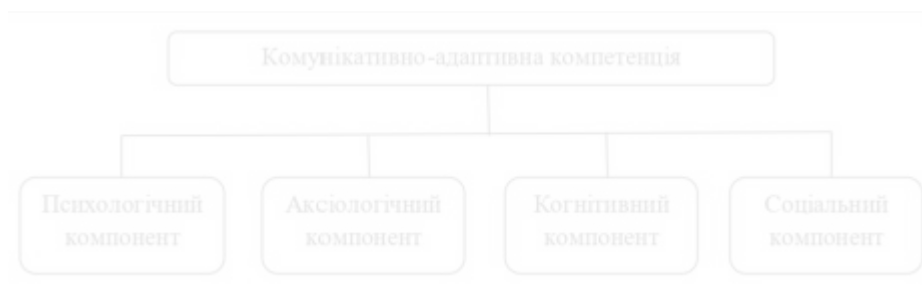 Комунікативно-адаптивна компетенція
Психологічний
компонент
Аксіологічний
компонент
Когнітивний
компонент
Соціальний
компонент